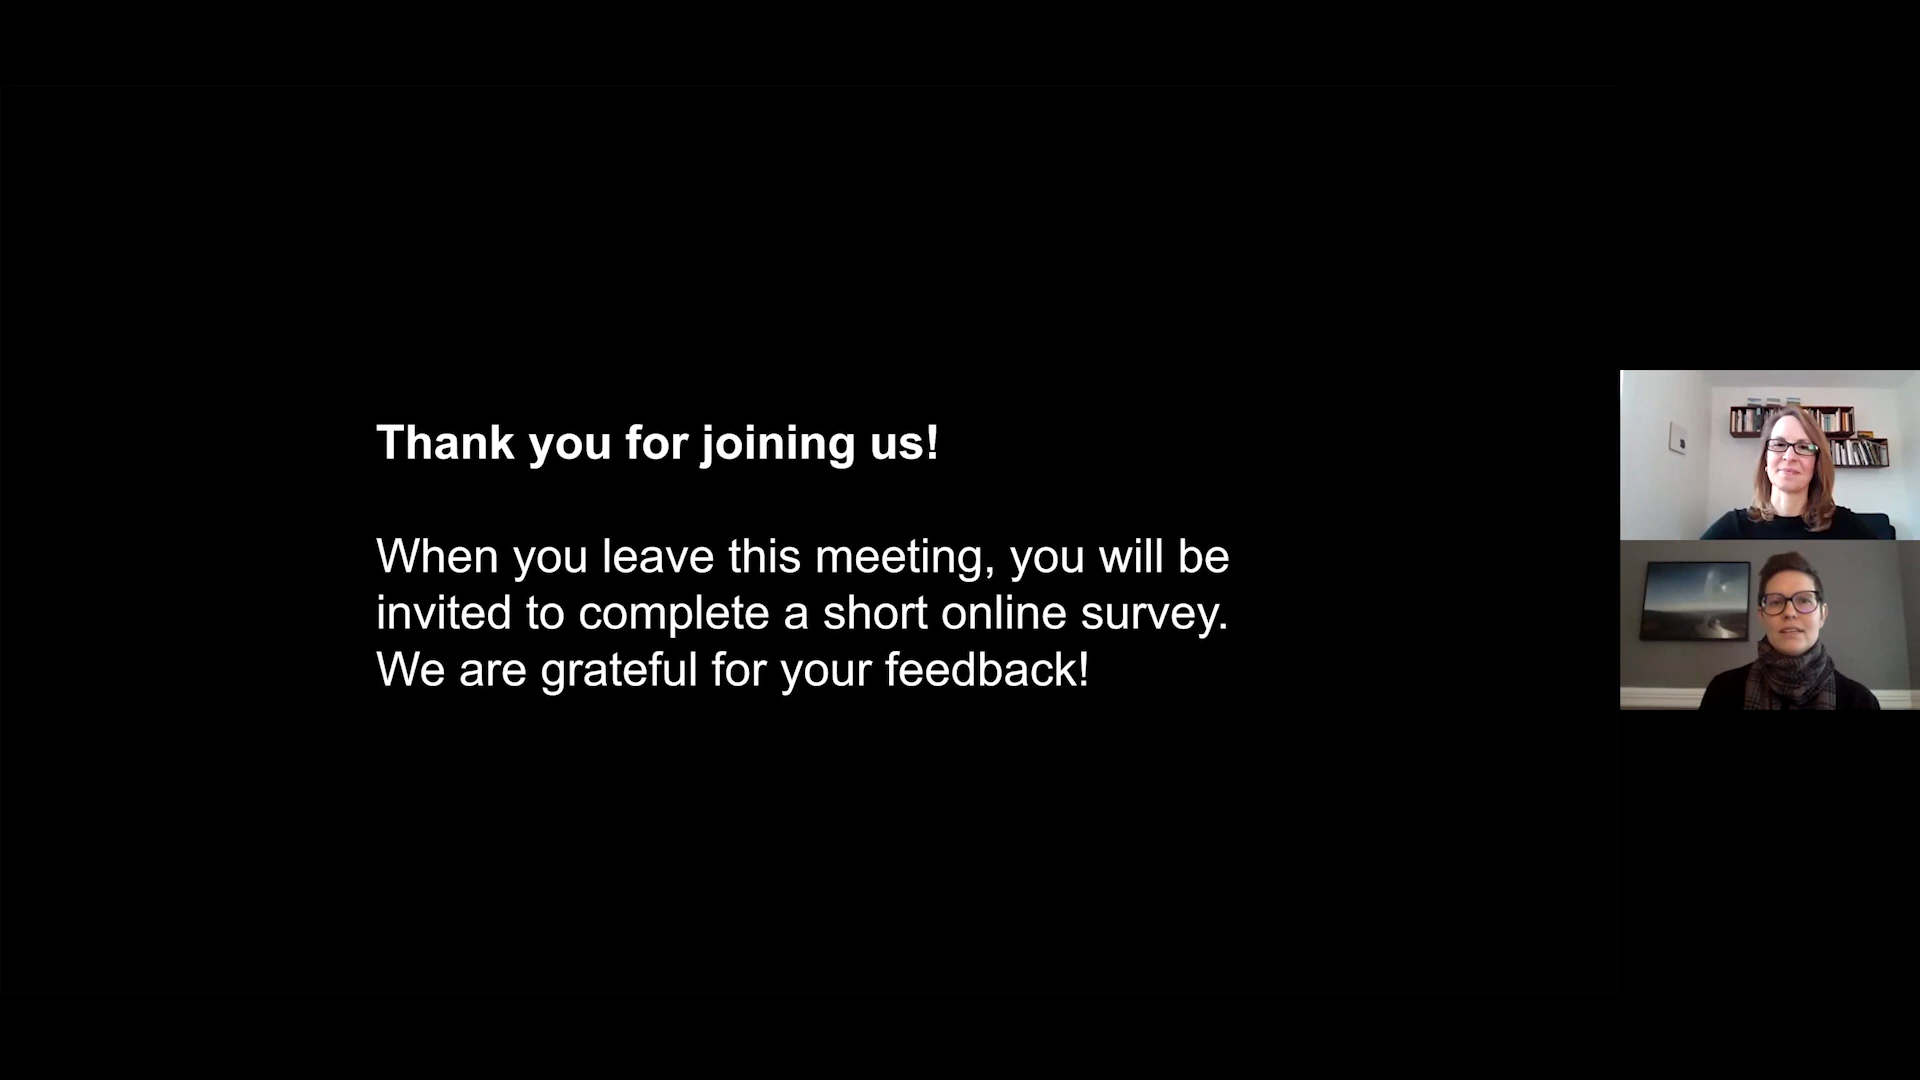 Thank you for joining us!
When you leave this meeting, you will be
invited to complete a short online survey.
We are grateful for your feedback!